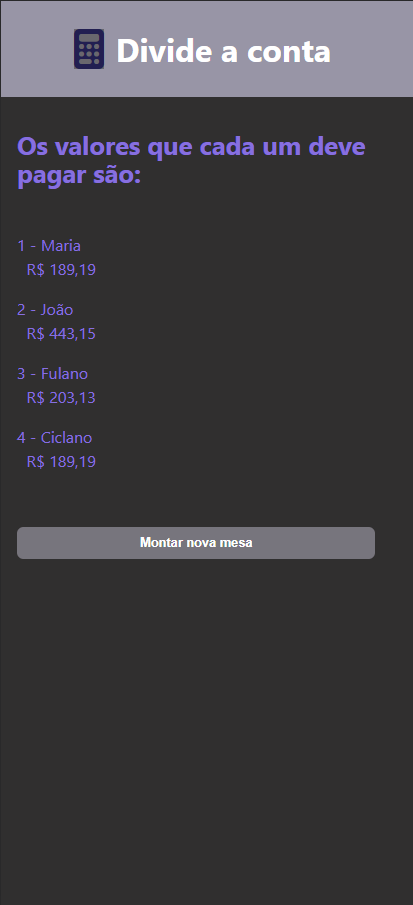 Divide a conta
Os valores que cada um deve
pagar são:
1 - Maria
R$ 189,19
2 - João
R$ 443,15
3 - Fulano
R$ 203,13
4 - Ciclano
R$ 189,19
Montar nova mesa